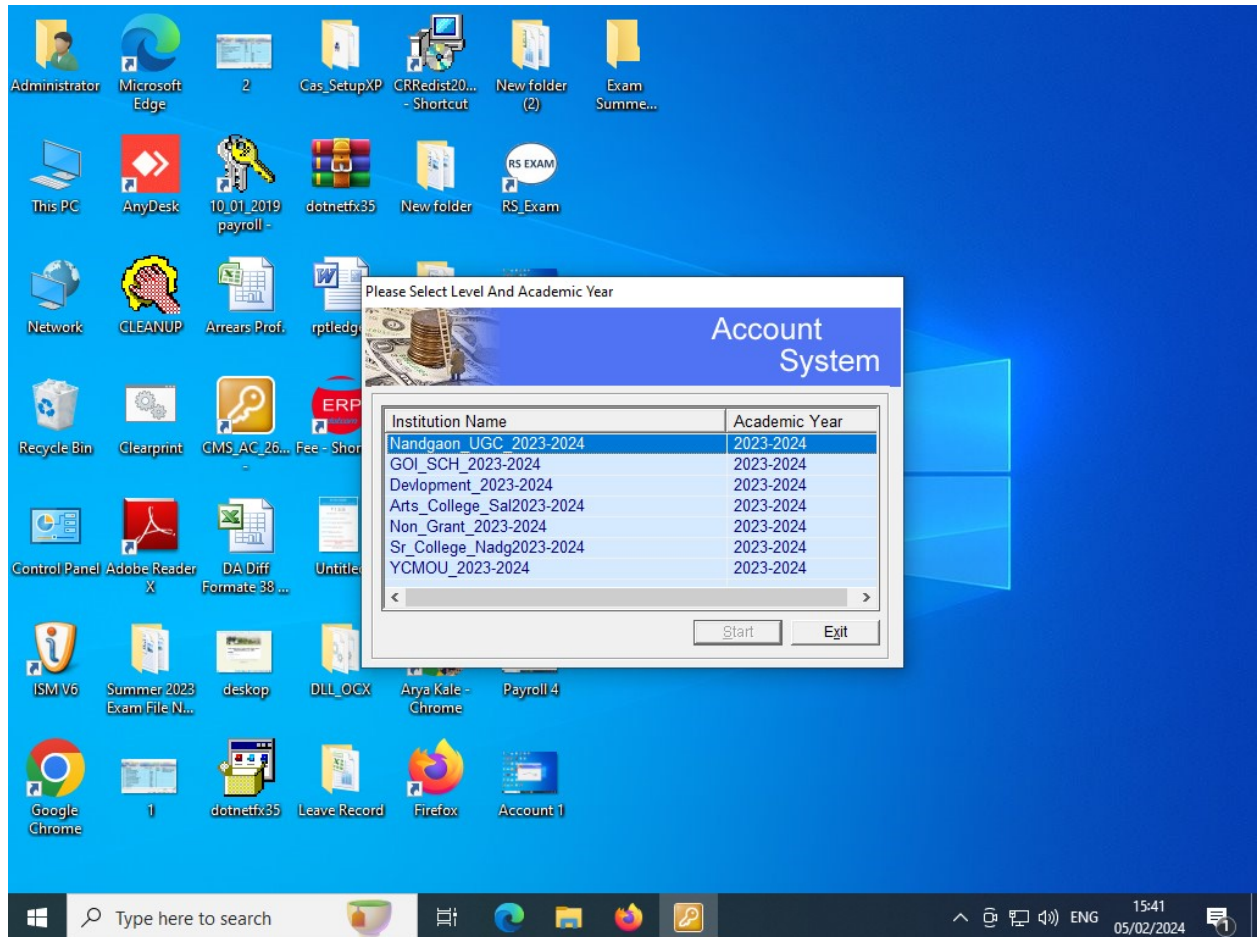 Administrator
Microsoft
Edge
2
Cas_SetupXP
CRRedist20...
- Shortcut
New folder
(2)
Exam
Summe...
This PC
AnyDesk
10_01_2019
payroll -
dotnetfx35
New folder
RS EXAM
RS_Exam
Network
CLEANUP
Arrears Prof.
Recycle Bin
Clearprint
CMS_AC_26...
-
ERP
Fee - Shor
Control Panel
Adobe Reader
X
DA Diff
Formate 38 ...
ISM V6
Summer 2023
Exam File N...
deskop
DLL_OCX
Arya Kale -
Chrome
Payroll 4
Google
Chrome
1
dotnetfx35
Leave Record
Firefox
Account 1
Please Select Level And Academic Year
Account
System
Institution Name Academic Year
Nandgaon_UGC_2023-2024 2023-2024
GOI_SCH_2023-2024 2023-2024
Devlopment_2023-2024 2023-2024
Arts_College_Sal2023-2024 2023-2024
Non_Grant_2023-2024 2023-2024
Sr_College_Nadg2023-2024 2023-2024
YCMOU_2023-2024 2023-2024
Start Exit
Type here to search
ENG
15:41
05/02/2024
1